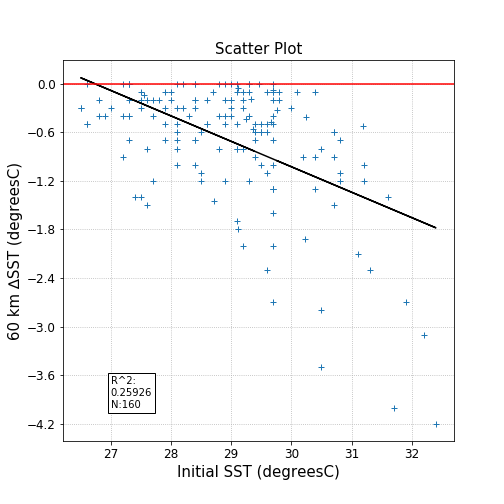 Scatter Plot
60 km ΔSST (degreesC)
0.0
−0.6
−1.2
−1.8
−2.4
−3.0
−3.6
−4.2
R^2:
0.25926
N:160
27 28 29 30 31 32
Initial SST (degreesC)